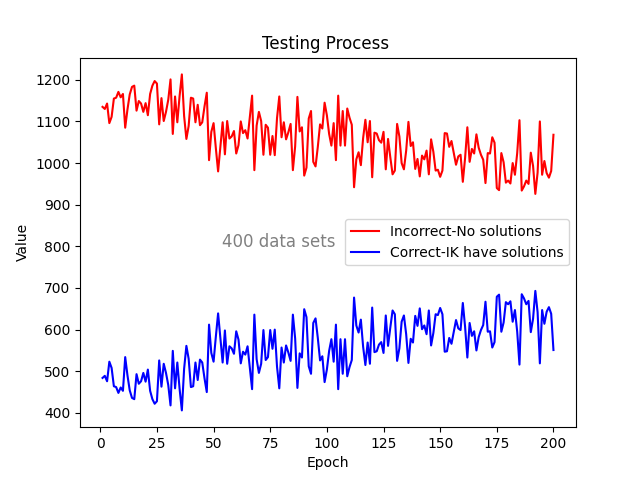 Testing Process
1200
1100
1000
900
800
700
600
500
400
Value
400 data sets
Incorrect-No solutions
Correct-IK have solutions
0 25 50 75 100 125 150 175 200
Epoch